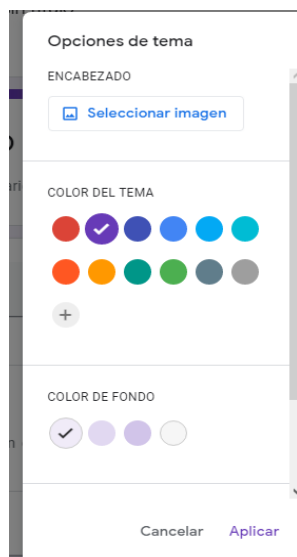 Opciones de tema
ENCABEZADO
Seleccionar imagen
COLOR DEL TEMA
COLOR DE FONDO
Cancelar Aplicar